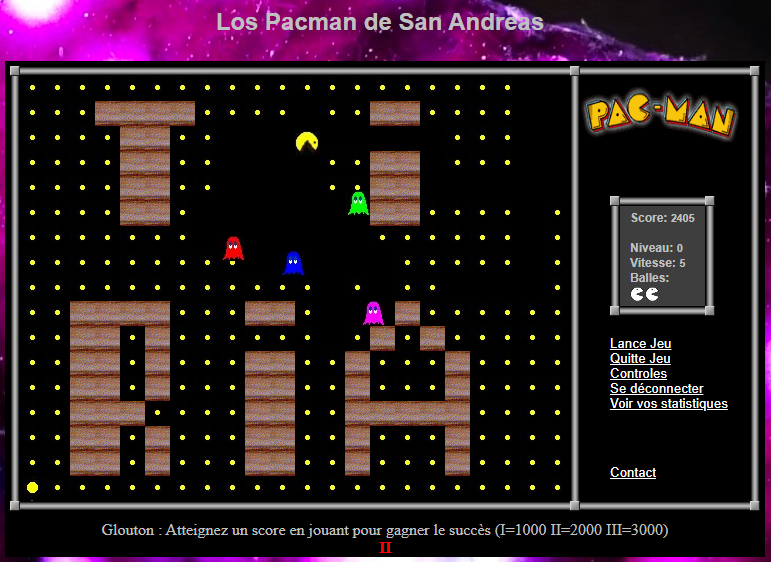 Los Pacman de San Andreas
PAC-MAN
Score: 2405
Niveau: 0
Vitesse: 5
Balles:
Lance Jeu
Quitte Jeu
Controles
Se déconnecter
Voir vos statistiques
Contact
Glouton : Atteignez un score en jouant pour gagner le succès (I=1000 II=2000 III=3000)
II